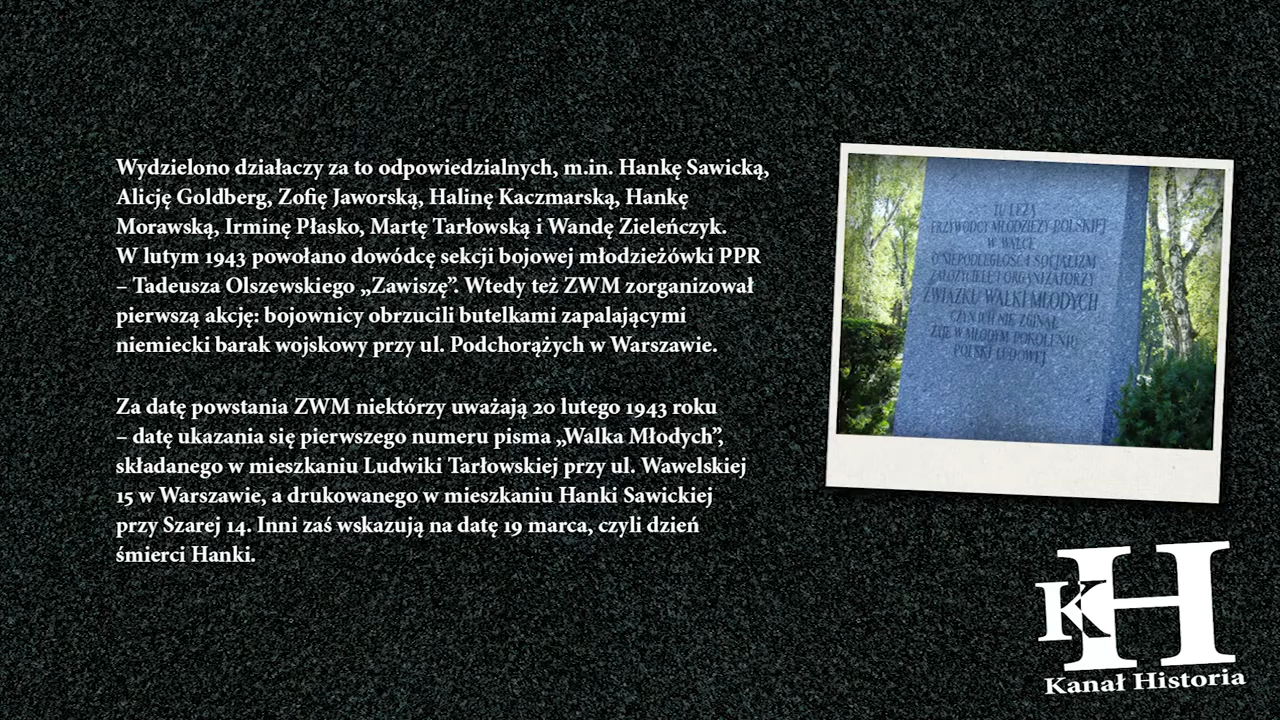 Wydzielono działaczy za to odpowiedzialnych, m.in. Hankę Sawicką,
Alicję Goldberg, Zofię Jaworską, Halinę Kaczmarską, Hankę
Morawską, Irminę Płasko, Martę Tarłowską i Wandę Zieleńczyk.
W lutym 1943 powołano dowódcę sekcji bojowej młodzieżówki PPR
– Tadeusza Olszewskiego „Zawiszę”. Wtedy też ZWM zorganizował
pierwszą akcję: bojownicy obrzucili butelkami zapalającymi
niemiecki barak wojskowy przy ul. Podchorążych w Warszawie.
Za datę powstania ZWM niektórzy uważają 20 lutego 1943 roku
– datę ukazania się pierwszego numeru pisma „Walka Młodych”,
składanego w mieszkaniu Ludwiki Tarłowskiej przy ul. Wawelskiej
15 w Warszawie, a drukowanego w mieszkaniu Hanki Sawickiej
przy Szarej 14. Inni zaś wskazują na datę 19 marca, czyli dzień
śmierci Hanki.
TU LEŻĄ
PRZYWÓDCY MŁODZIEŻY POLSKIEJ
W WALCE
O NIEPODLEGŁOŚĆ I SOCJALIZM
ZAŁOŻYCIELE I ORGANIZATORZY
ZWIĄZKU WALKI MŁODYCH
CZYN ICH NIE ZGINĄŁ
ŻYJE W MŁODYM POKOLENIU
POLSKI LUDOWEJ
KH
Kanał Historia